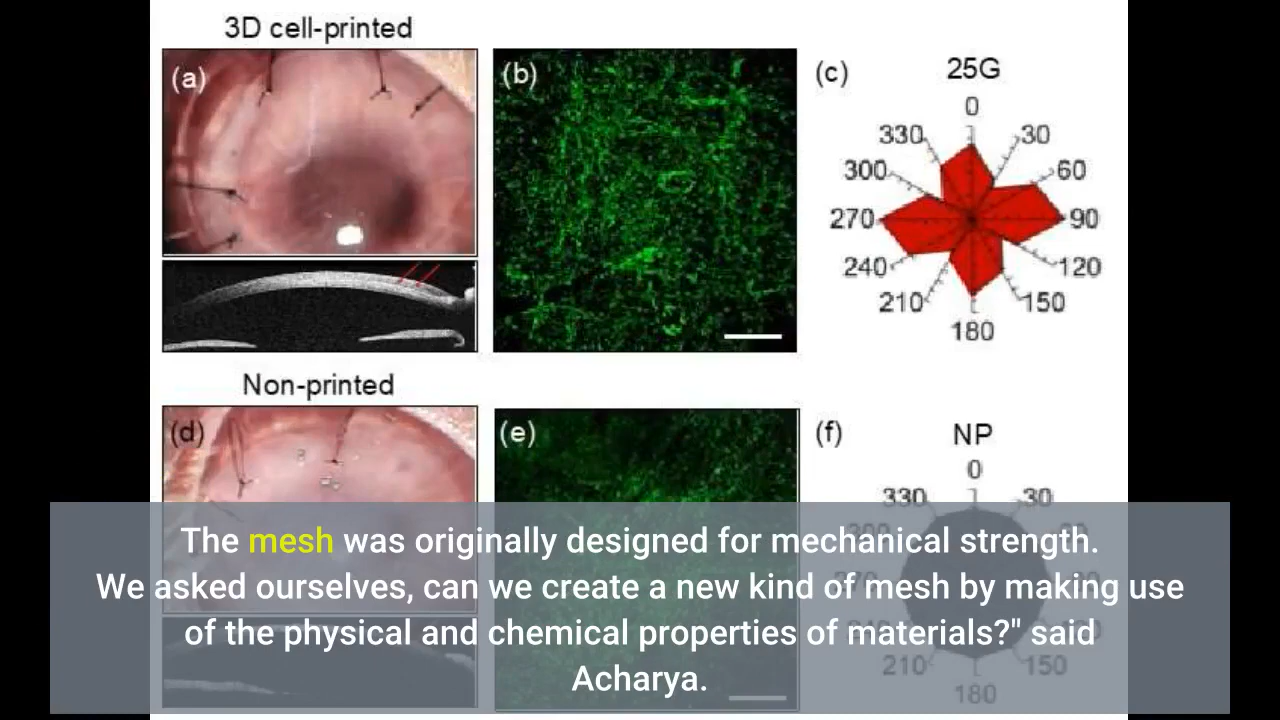 3D cell-printed
(a)
(b)
(c)
25G
0
330
30
300
60
270
90
240
120
210
150
180
Non-printed
(d)
(e)
(f)
NP
0
330
30
The mesh was originally designed for mechanical strength.
We asked ourselves, can we create a new kind of mesh by making use
of the physical and chemical properties of materials?" said
Acharya.
210
150
180